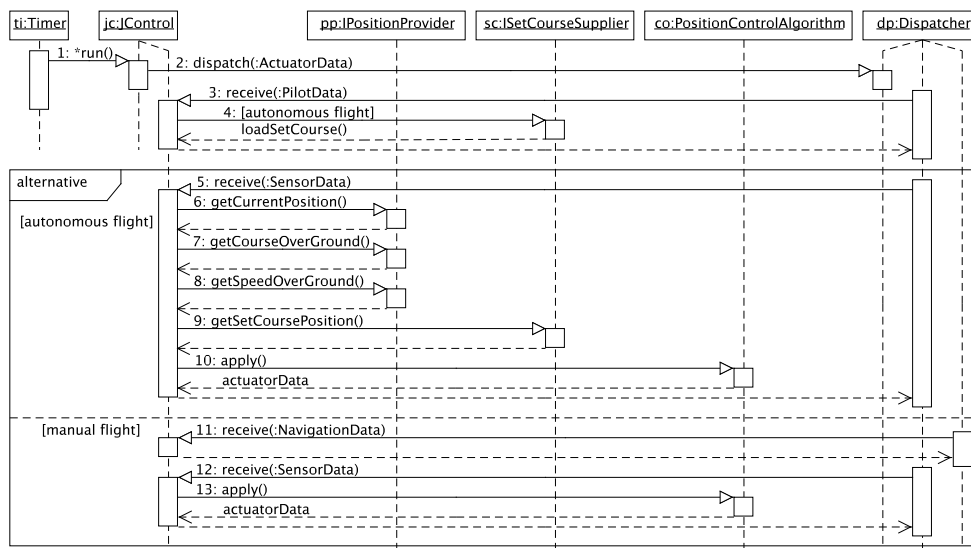 ti:Timer jc:JControl pp:IPositionProvider sc:ISetCourseSupplier co:PositionControlAlgorithm dp:Dispatcher
1: *run()
2: dispatch(:ActuatorData)
3: receive(:PilotData)
4: [autonomous flight]
loadSetCourse()
alternative
5: receive(:SensorData)
6: getCurrentPosition()
[autonomous flight]
7: getCourseOverGround()
8: getSpeedOverGround()
9: getSetCoursePosition()
10: apply()
actuatorData
[manual flight]
11: receive(:NavigationData)
12: receive(:SensorData)
13: apply()
actuatorData